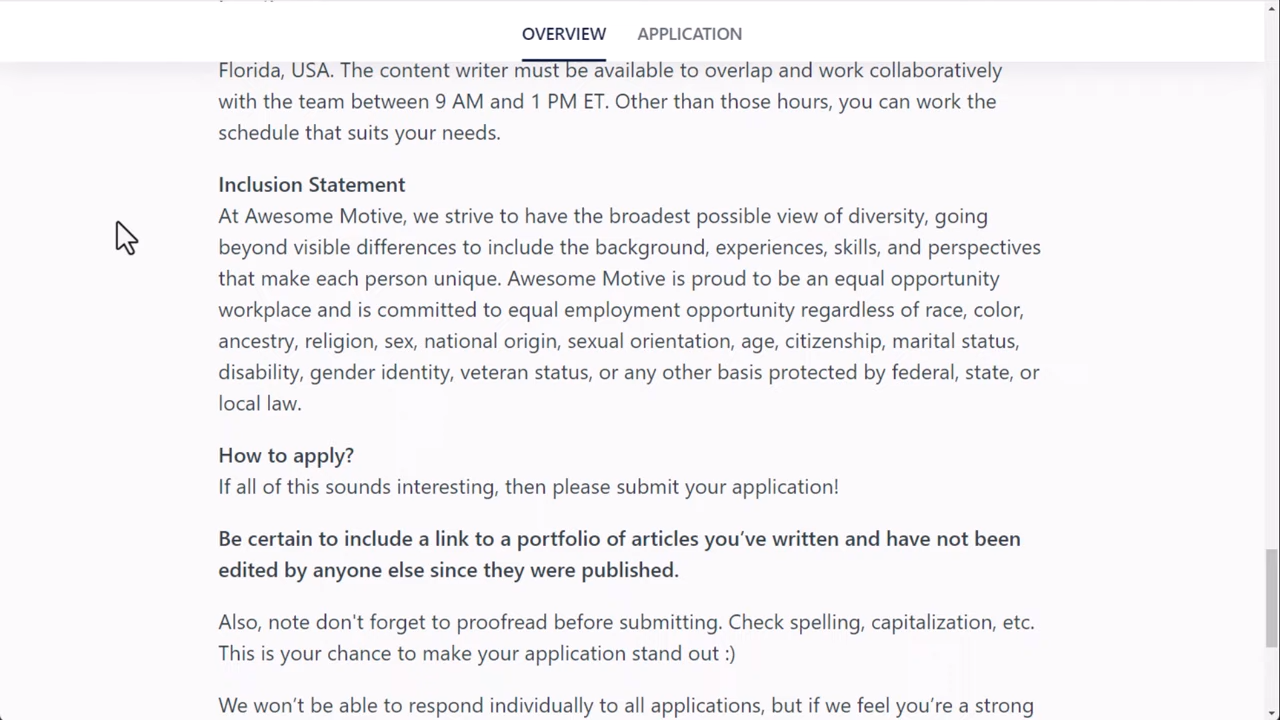 OVERVIEW
APPLICATION
Florida, USA. The content writer must be available to overlap and work collaboratively
with the team between 9 AM and 1 PM ET. Other than those hours, you can work the
schedule that suits your needs.
Inclusion Statement
At Awesome Motive, we strive to have the broadest possible view of diversity, going
beyond visible differences to include the background, experiences, skills, and perspectives
that make each person unique. Awesome Motive is proud to be an equal opportunity
workplace and is committed to equal employment opportunity regardless of race, color,
ancestry, religion, sex, national origin, sexual orientation, age, citizenship, marital status,
disability, gender identity, veteran status, or any other basis protected by federal, state, or
local law.
How to apply?
If all of this sounds interesting, then please submit your application!
Be certain to include a link to a portfolio of articles you’ve written and have not been
edited by anyone else since they were published.
Also, note don't forget to proofread before submitting. Check spelling, capitalization, etc.
This is your chance to make your application stand out :)
We won’t be able to respond individually to all applications, but if we feel you’re a strong